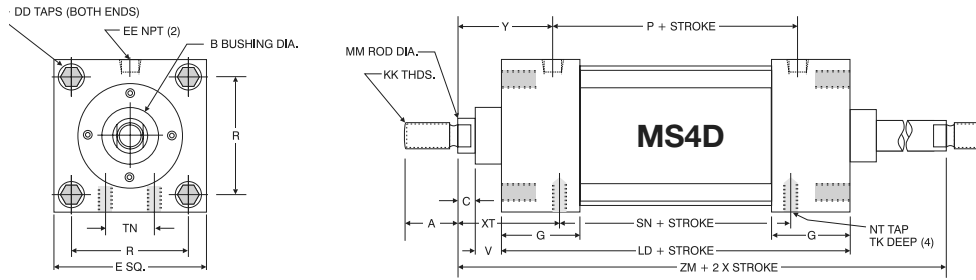 DD TAPS (BOTH ENDS)
EE NPT (2)
B BUSHING DIA.
R
TN
R
E SQ.
Y
P + STROKE
MM ROD DIA.
KK THDS.
MS4D
A
C
XT
SN + STROKE
NT TAP
TK DEEP (4)
G
G
V
LD + STROKE
ZM + 2 X STROKE